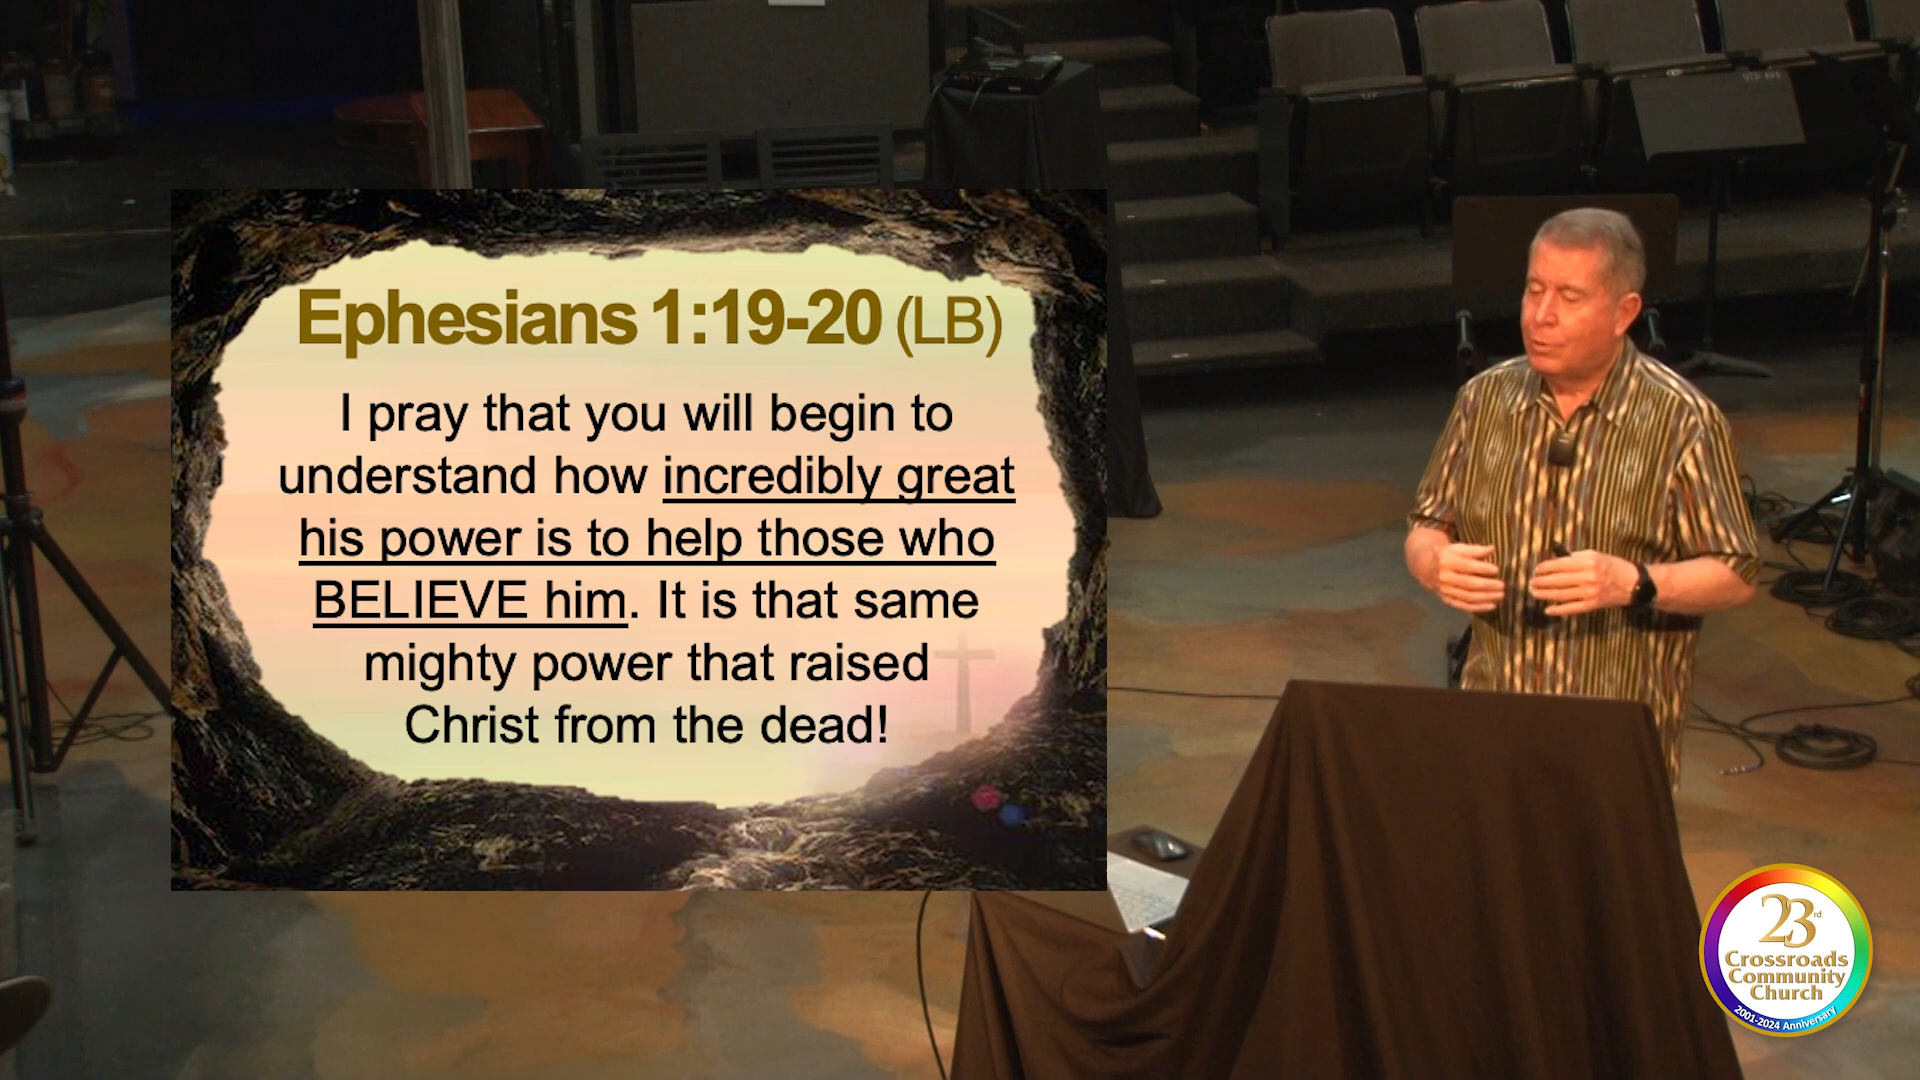 Ephesians 1:19-20 (LB)
I pray that you will begin to
understand how incredibly great
his power is to help those who
BELIEVE him. It is that same
mighty power that raised
Christ from the dead!
23rd
Crossroads
Community
Church
2001-2024 Anniversary